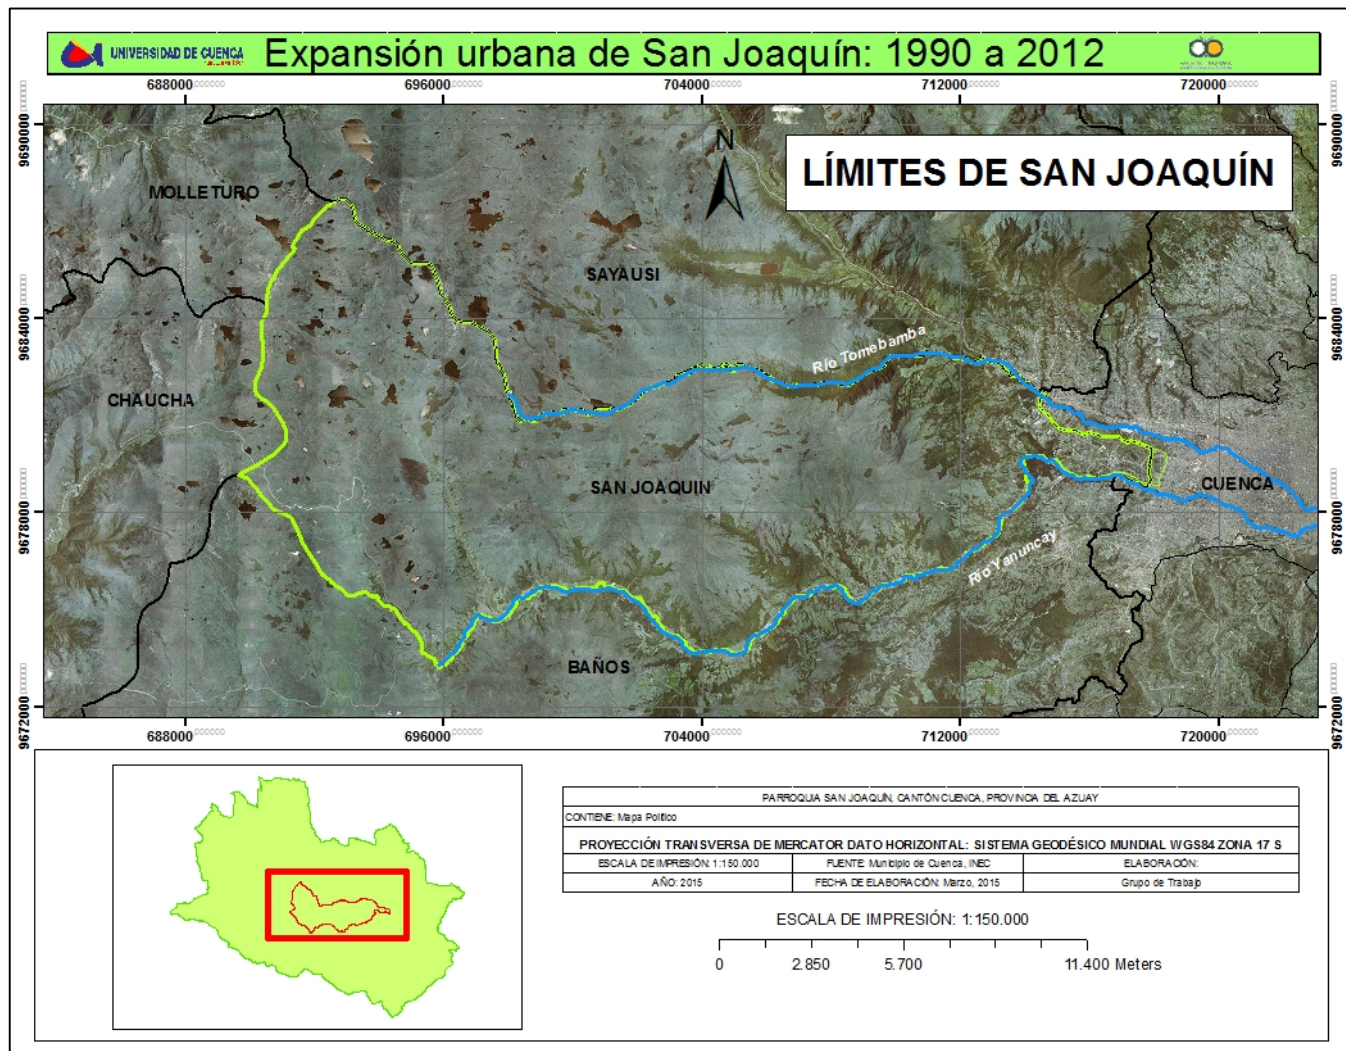 UNIVERSIDAD DE CUENCA
Expansión urbana de San Joaquín: 1990 a 2012
688000 696000 704000 712000 720000
9690000 9690000
N
LÍMITES DE SAN JOAQUÍN
MOLLETURO
SAYAUSI
9684000 9684000
Río Tomebamba
CHAUCHA
SAN JOAQUIN
CUENCA
9678000 9678000
Río Yanuncay
BAÑOS
9672000 9672000
688000 696000 704000 712000 720000
PARROQUIA SAN JOAQUÍN, CANTÓN CUENCA, PROVINCIA DEL AZUAY
CONTIENE: Mapa Político
PROYECCIÓN TRANSVERSA DE MERCATOR DATO HORIZONTAL: SISTEMA GEODÉSICO MUNDIAL WGS84 ZONA 17 S
ESCALA DE IMPRESIÓN: 1:150.000 FUENTE: Municipio de Cuenca, INEC ELABORACIÓN:
AÑO: 2015 FECHA DE ELABORACIÓN: Marzo, 2015 Grupo de Trabajo
ESCALA DE IMPRESIÓN: 1:150.000
0 2.850 5.700 11.400 Meters